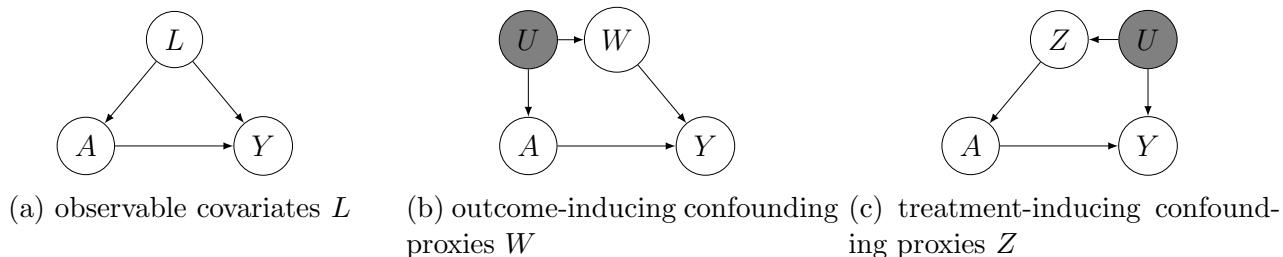 L
A
Y
(a) observable covariates L
U
W
A
Y
(b) outcome-inducing confounding
proxies W
Z
U
A
Y
(c) treatment-inducing confound-
ing proxies Z